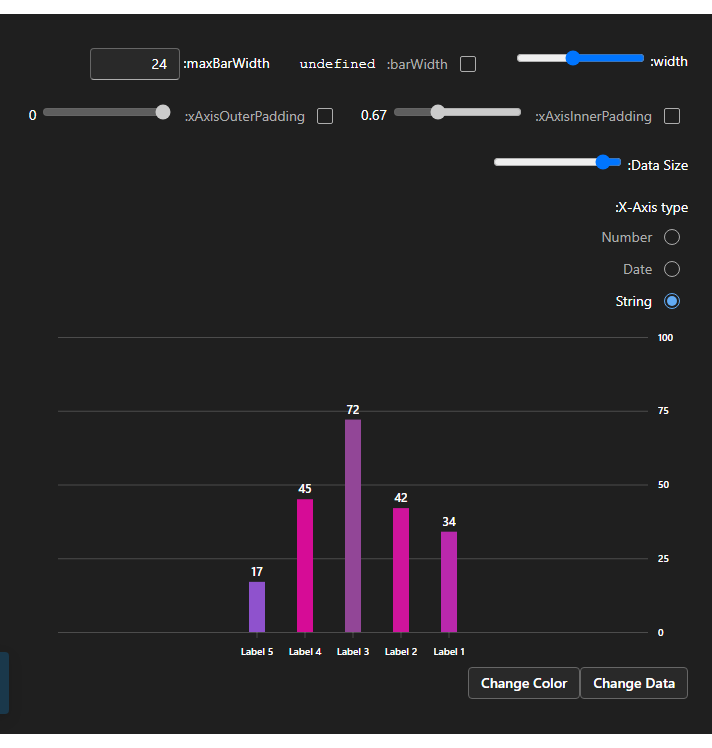 :width
:barWidth undefined
:maxBarWidth 24
:xAxisInnerPadding 0.67
:xAxisOuterPadding 0
:Data Size
:X-Axis type
Number
Date
String
100
75
50
25
0
72
45
42
34
17
Label 5 Label 4 Label 3 Label 2 Label 1
Change Color Change Data